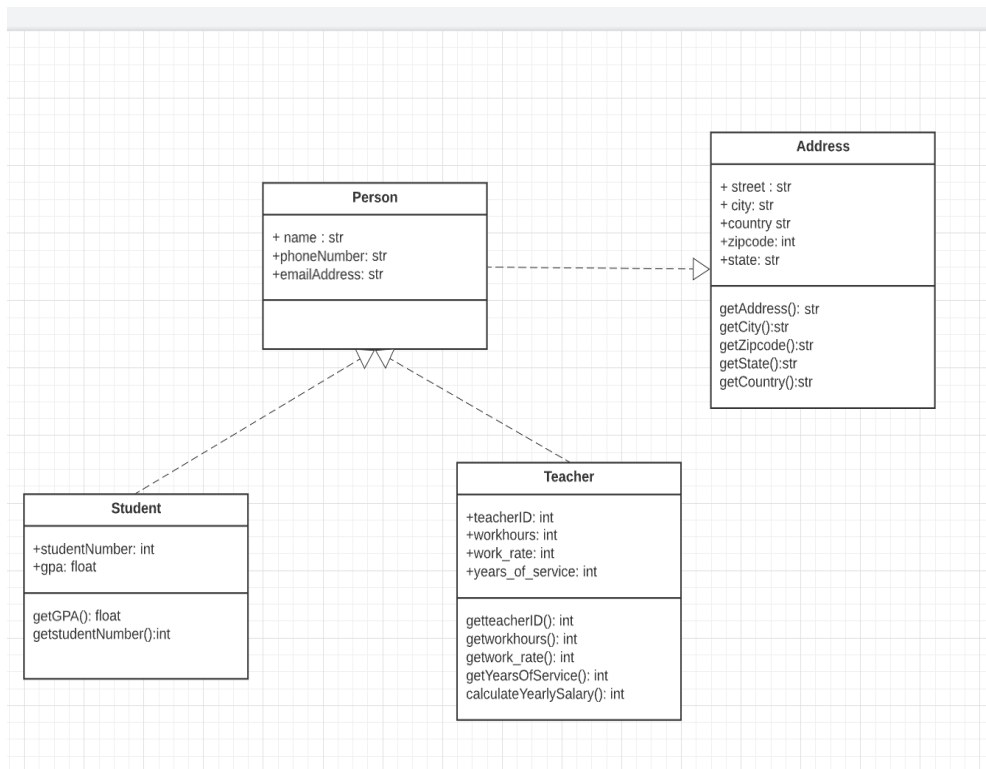 Address
+ street : str
+ city: str
+country str
+zipcode: int
+state: str
getAddress(): str
getCity():str
getZipcode():str
getState():str
getCountry():str
Person
+ name : str
+phoneNumber: str
+emailAddress: str
Student
+studentNumber: int
+gpa: float
getGPA(): float
getstudentNumber():int
Teacher
+teacherID: int
+workhours: int
+work_rate: int
+years_of_service: int
getteacherID(): int
getworkhours(): int
getwork_rate(): int
getYearsOfService(): int
calculateYearlySalary(): int